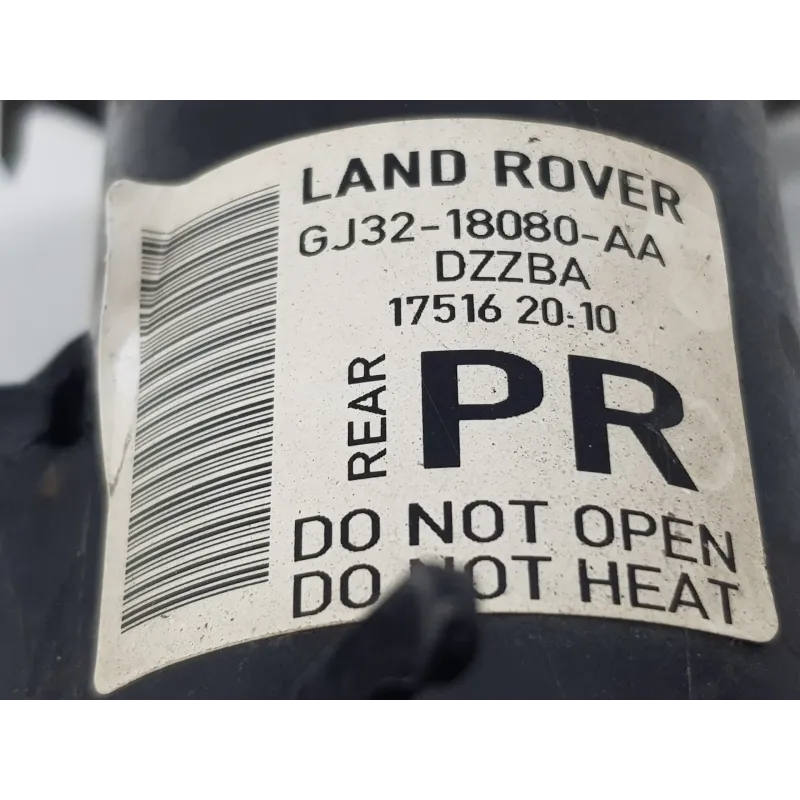 LAND ROVER
GJ32-18080-AA
DZZBA
17516 20:10
REAR
PR
DO NOT OPEN
DO NOT HEAT